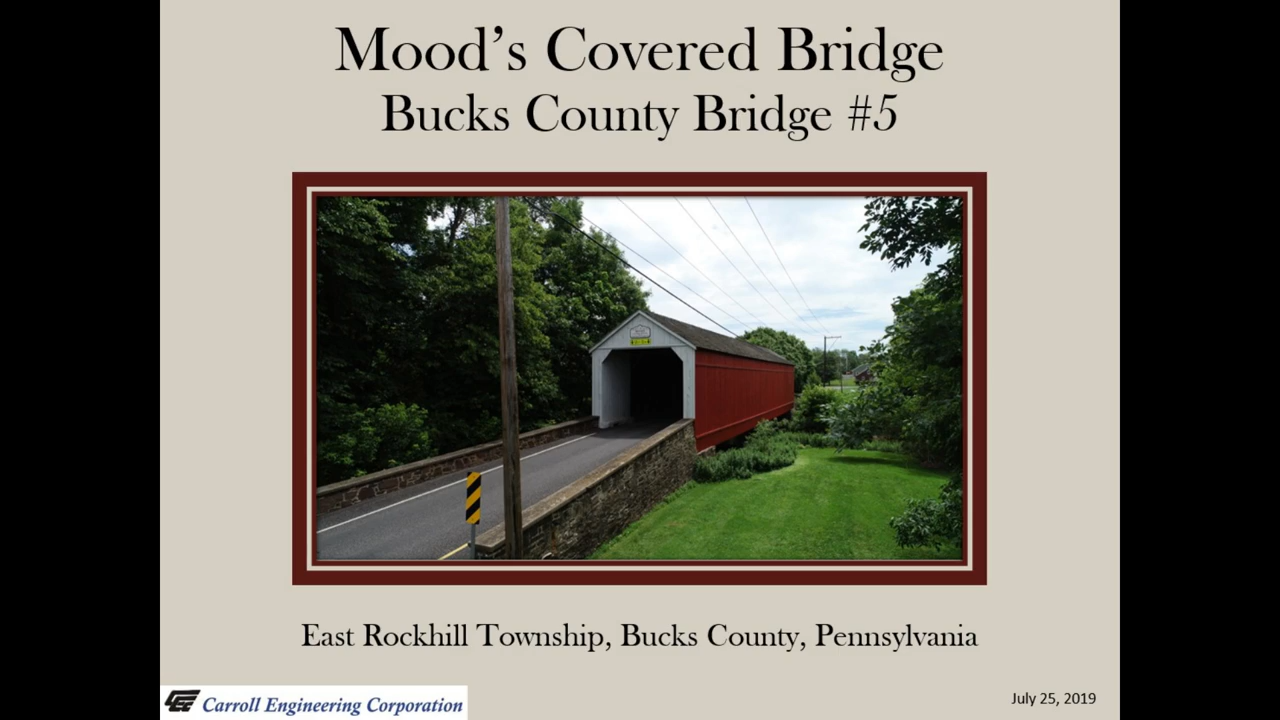 Mood’s Covered Bridge
Bucks County Bridge #5
East Rockhill Township, Bucks County, Pennsylvania
Carroll Engineering Corporation
July 25, 2019